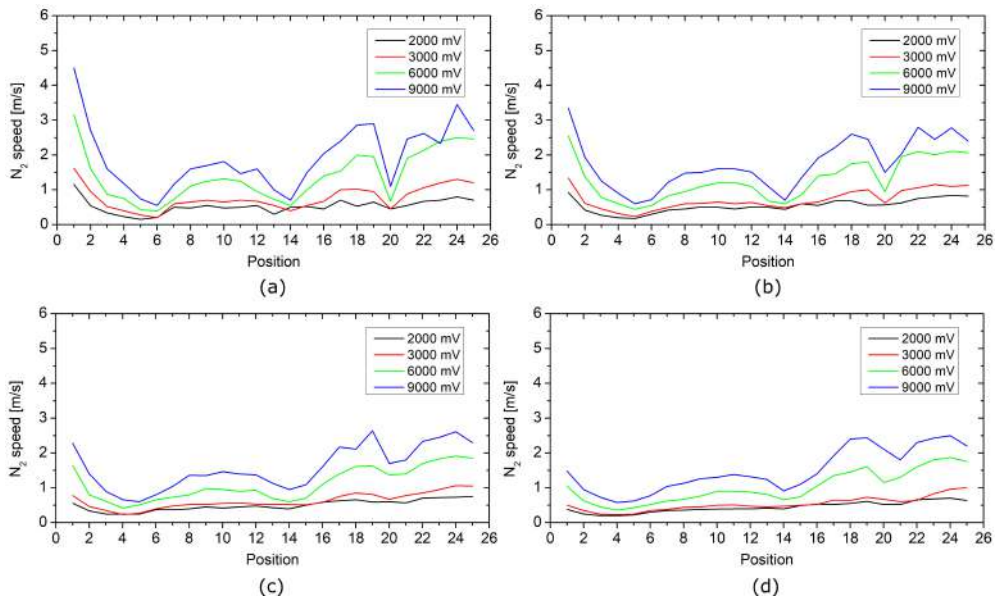 6
5
4
3
2
1
0
N₂ speed [m/s]
2000 mV
3000 mV
6000 mV
9000 mV
0 2 4 6 8 10 12 14 16 18 20 22 24 26
Position
(a)
6
5
4
3
2
1
0
N₂ speed [m/s]
2000 mV
3000 mV
6000 mV
9000 mV
0 2 4 6 8 10 12 14 16 18 20 22 24 26
Position
(b)
6
5
4
3
2
1
0
N₂ speed [m/s]
2000 mV
3000 mV
6000 mV
9000 mV
0 2 4 6 8 10 12 14 16 18 20 22 24 26
Position
(c)
6
5
4
3
2
1
0
N₂ speed [m/s]
2000 mV
3000 mV
6000 mV
9000 mV
0 2 4 6 8 10 12 14 16 18 20 22 24 26
Position
(d)